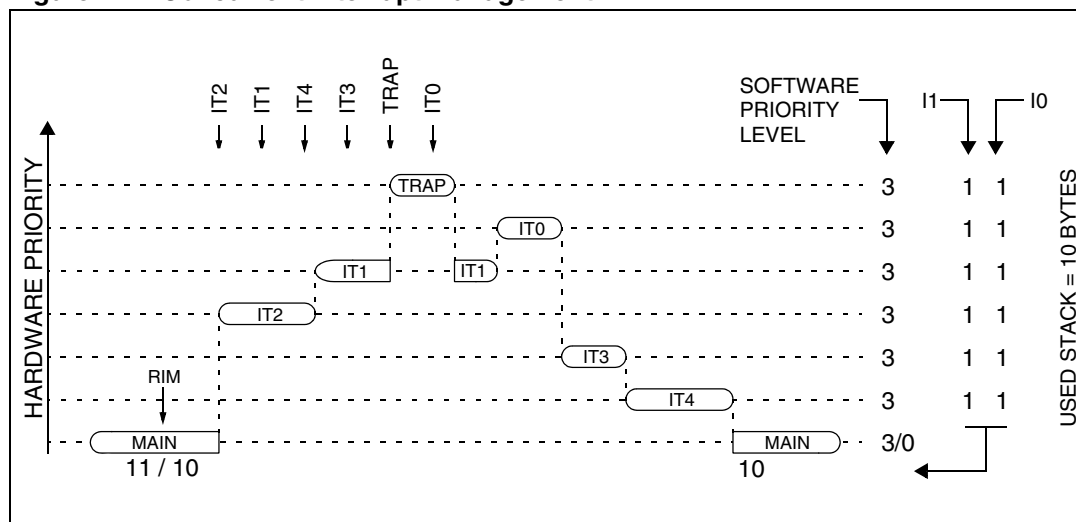 IT2
IT1
IT4
IT3
TRAP
IT0
SOFTWARE
PRIORITY
LEVEL
I1
I0
HARDWARE PRIORITY
TRAP
3 1 1
IT0
3 1 1
IT1
IT1
3 1 1
IT2
3 1 1
IT3
3 1 1
RIM
IT4
3 1 1
MAIN
MAIN
3/0
11 / 10
10
USED STACK = 10 BYTES